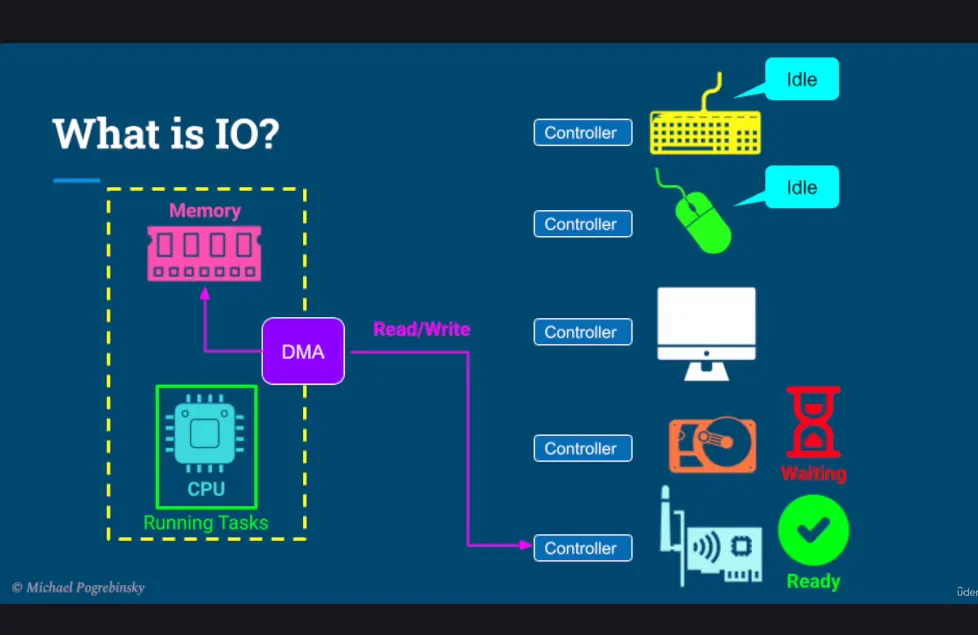 What is IO?
Memory
DMA
Read/Write
CPU
Running Tasks
Controller
Idle
Controller
Idle
Controller
Controller
Waiting
Controller
Ready
© Michael Pogrebinsky